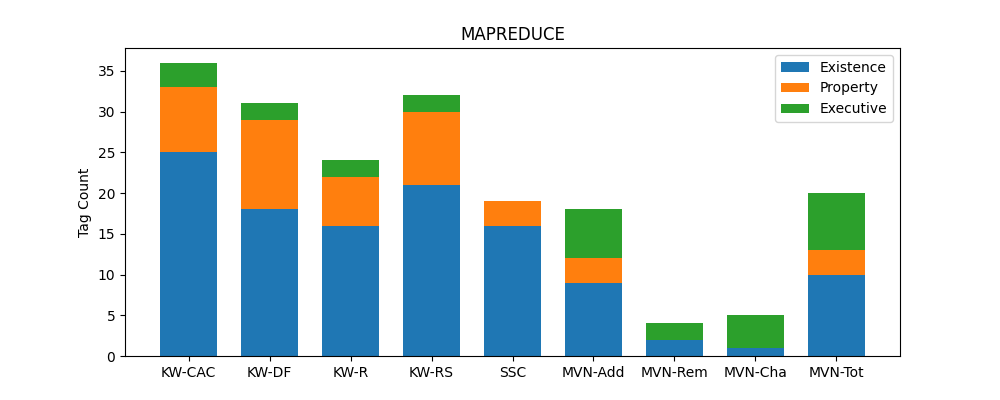 MAPREDUCE
Existence
Property
Executive
Tag Count
35
30
25
20
15
10
5
0
KW-CAC KW-DF KW-R KW-RS SSC MVN-Add MVN-Rem MVN-Cha MVN-Tot